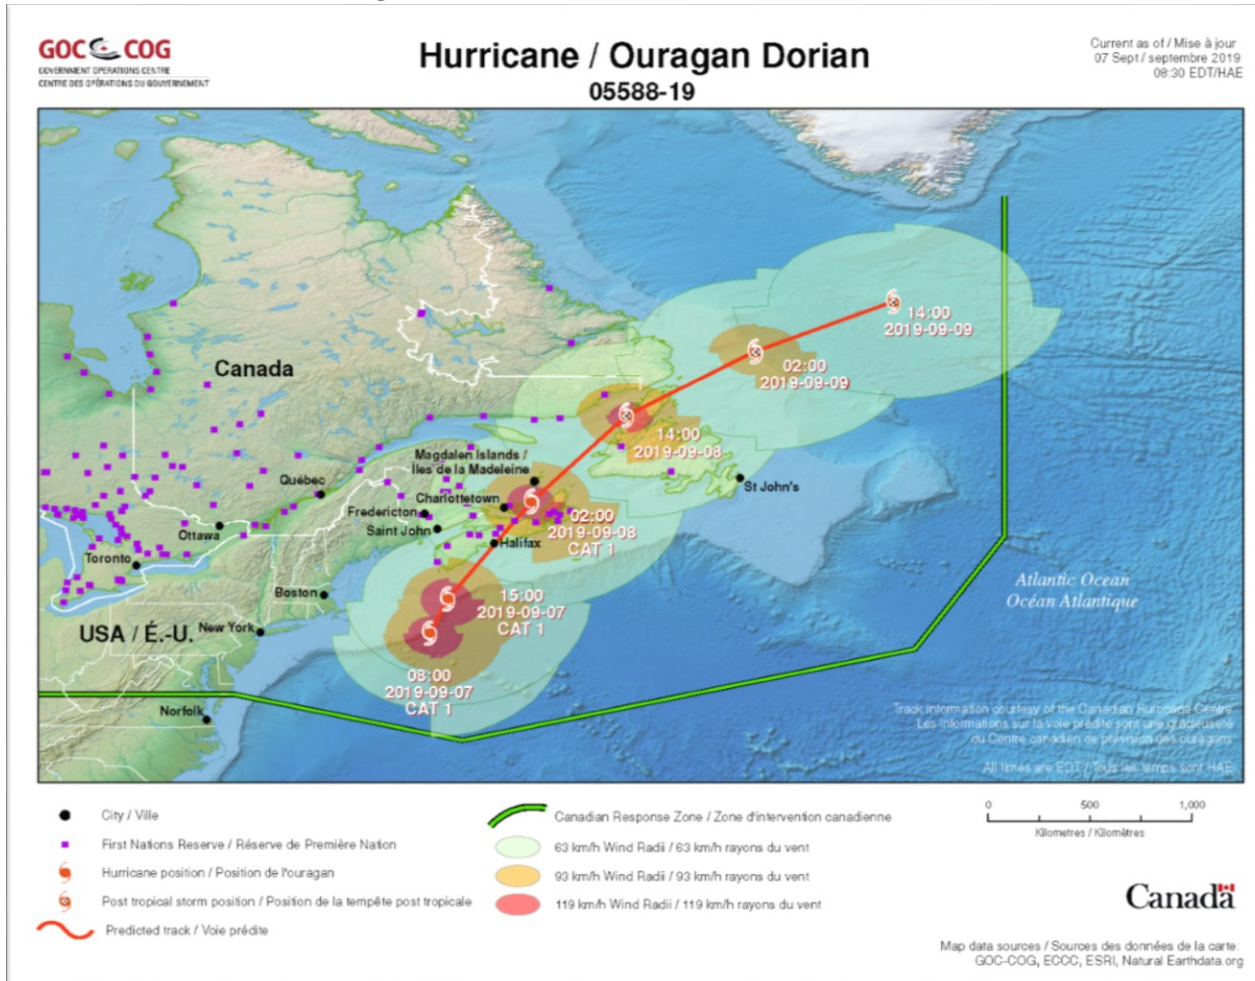 GOC COG
GOVERNMENT OPERATIONS CENTRE
CENTRE DES OPÉRATIONS DU GOUVERNEMENT
Hurricane / Ouragan Dorian
05588-19
Current as of / Mise à jour
07 Sept / septembre 2019
08:30 EDT/HAE
14:00
2019-09-09
02:00
2019-09-09
Canada
14:00
2019-09-08
Magdalen Islands /
Îles de la Madeleine
Québec
Charlottetown
St John's
Fredericton
02:00
2019-09-08
CAT 1
Saint John
Ottawa
Halifax
Toronto
Boston
15:00
2019-09-07
CAT 1
Atlantic Ocean
Océan Atlantique
USA / É.-U.
New York
08:00
2019-09-07
CAT 1
Norfolk
Track information courtesy of the Canadian Hurricane Centre
Les informations sur la voie prédite sont une gracieuseté
du Centre canadien de prévision des ouragans
All times are EDT / Tous les temps sont HAE
City / Ville
First Nations Reserve / Réserve de Première Nation
Hurricane position / Position de l'ouragan
Post tropical storm position / Position de la tempête post tropicale
Predicted track / Voie prédite
Canadian Response Zone / Zone d'intervention canadienne
63 km/h Wind Radii / 63 km/h rayons du vent
93 km/h Wind Radii / 93 km/h rayons du vent
119 km/h Wind Radii / 119 km/h rayons du vent
0 500 1,000
Kilometres / Kilomètres
Canada
Map data sources / Sources des données de la carte:
GOC-COG, ECCC, ESRI, Natural Earthdata.org